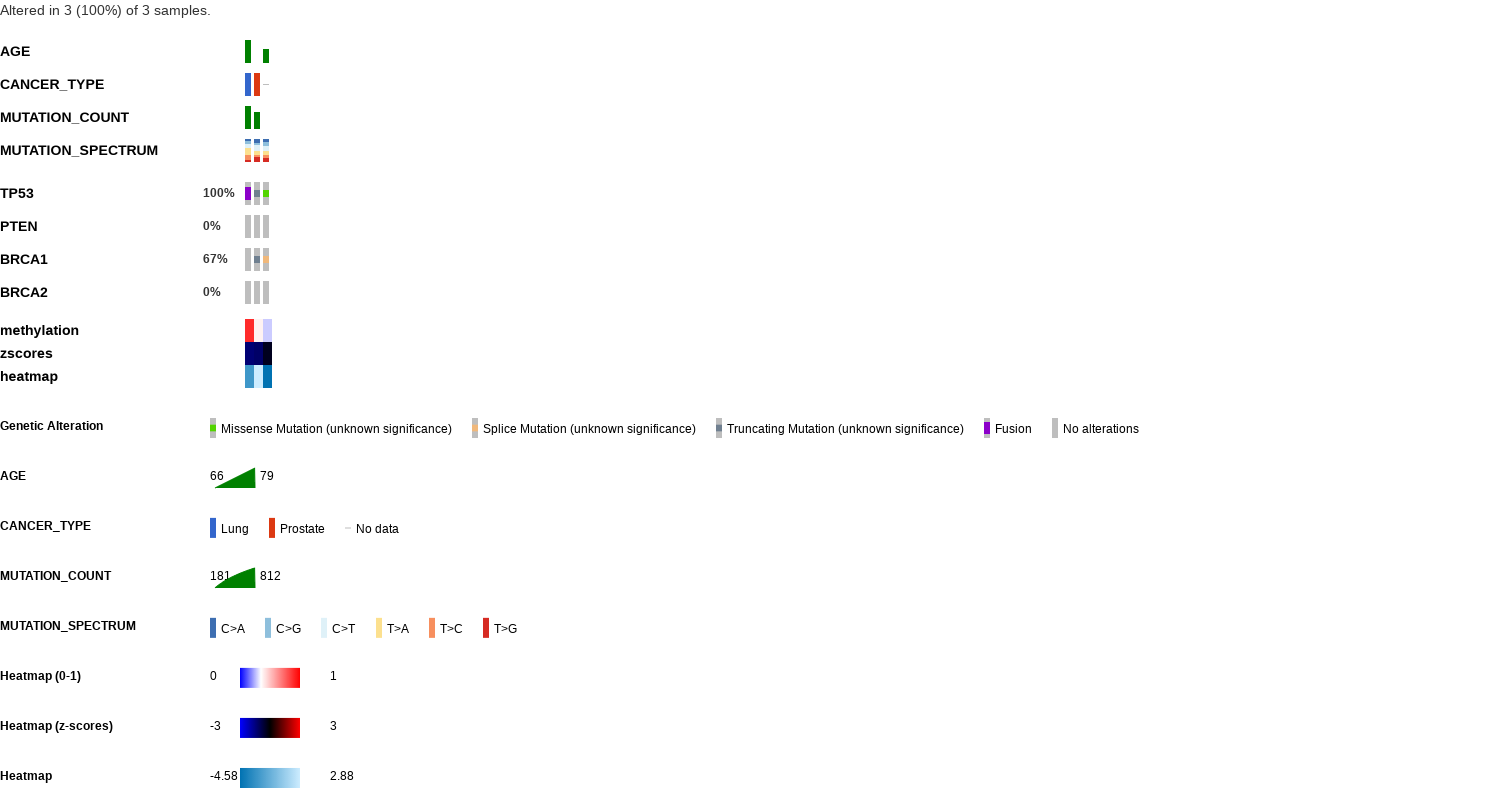 Altered in 3 (100%) of 3 samples.
AGE
CANCER_TYPE
MUTATION_COUNT
MUTATION_SPECTRUM
TP53 100%
PTEN 0%
BRCA1 67%
BRCA2 0%
methylation
zscores
heatmap
Genetic Alteration Missense Mutation (unknown significance) Splice Mutation (unknown significance) Truncating Mutation (unknown significance) Fusion No alterations
AGE 66 79
CANCER_TYPE Lung Prostate No data
MUTATION_COUNT 181 812
MUTATION_SPECTRUM C>A C>G C>T T>A T>C T>G
Heatmap (0-1) 0 1
Heatmap (z-scores) -3 3
Heatmap -4.58 2.88